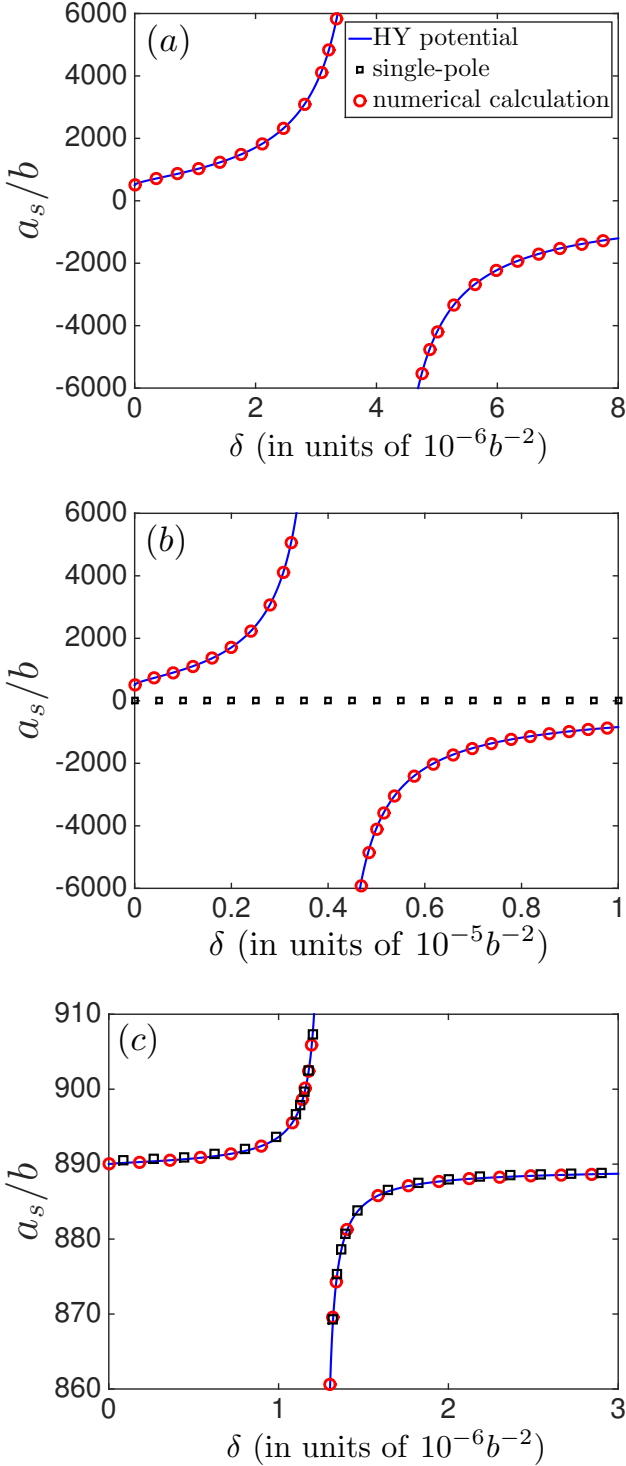 (a)
HY potential
single-pole
numerical calculation
6000
4000
2000
0
-2000
-4000
-6000
a_s/b
0 2 4 6 8
δ (in units of 10⁻⁶b⁻²)
(b)
6000
4000
2000
0
-2000
-4000
-6000
a_s/b
0 0.2 0.4 0.6 0.8 1
δ (in units of 10⁻⁵b⁻²)
(c)
910
900
890
880
870
860
a_s/b
0 1 2 3
δ (in units of 10⁻⁶b⁻²)